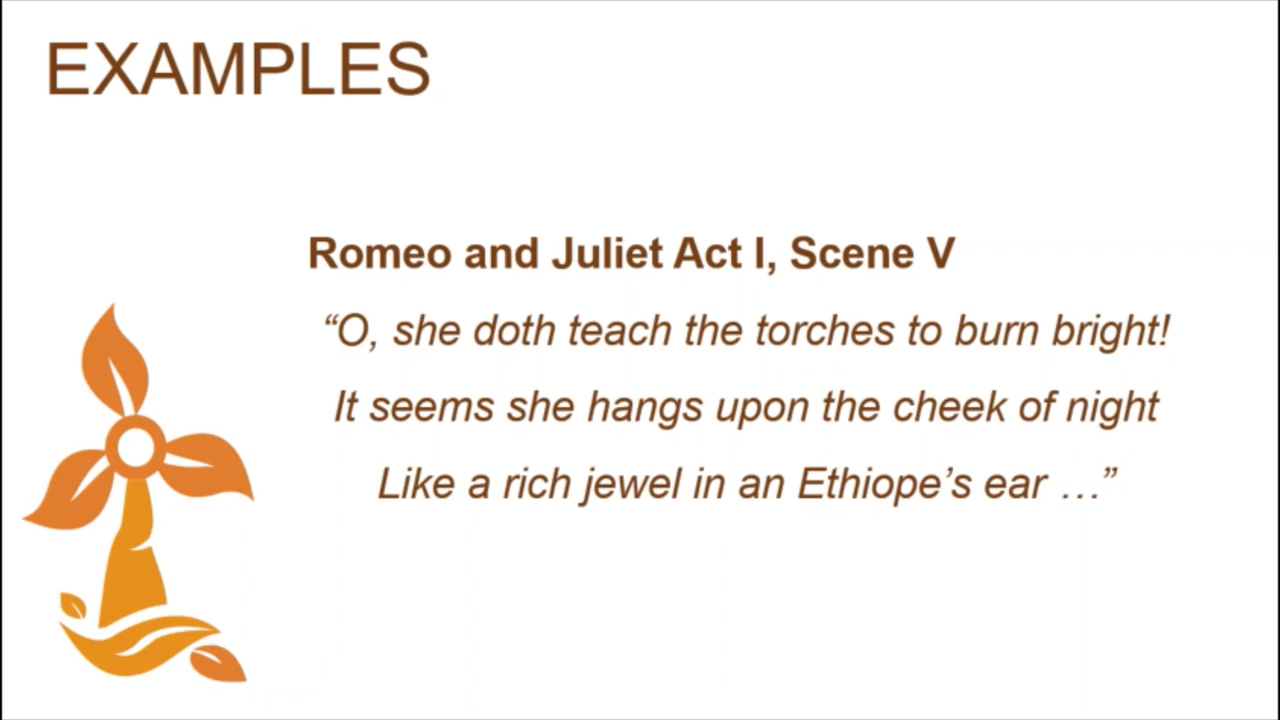 EXAMPLES
Romeo and Juliet Act I, Scene V
“O, she doth teach the torches to burn bright!
It seems she hangs upon the cheek of night
Like a rich jewel in an Ethiope’s ear …”